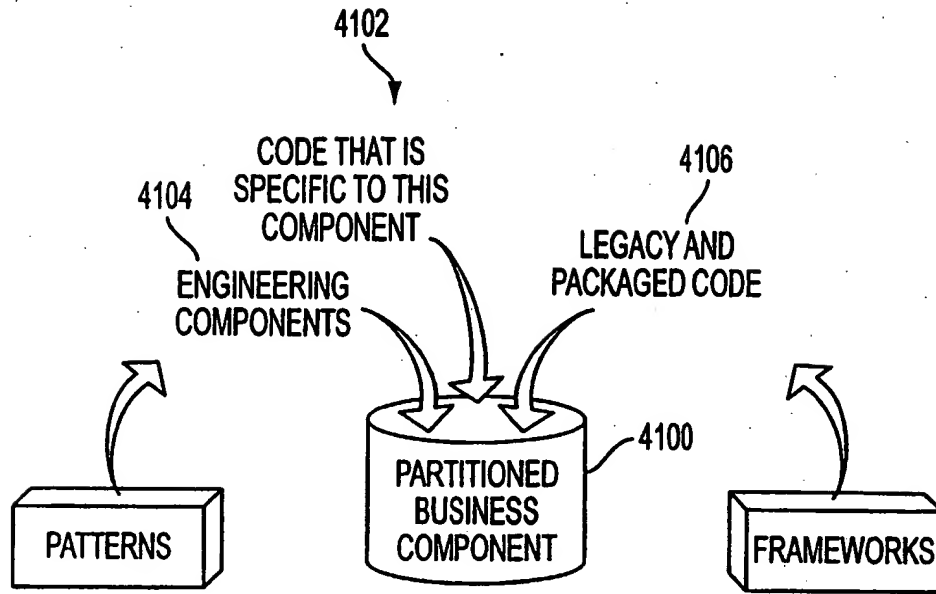 4102
CODE THAT IS
SPECIFIC TO THIS
COMPONENT
4104
ENGINEERING
COMPONENTS
4106
LEGACY AND
PACKAGED CODE
4100
PARTITIONED
BUSINESS
COMPONENT
PATTERNS
FRAMEWORKS